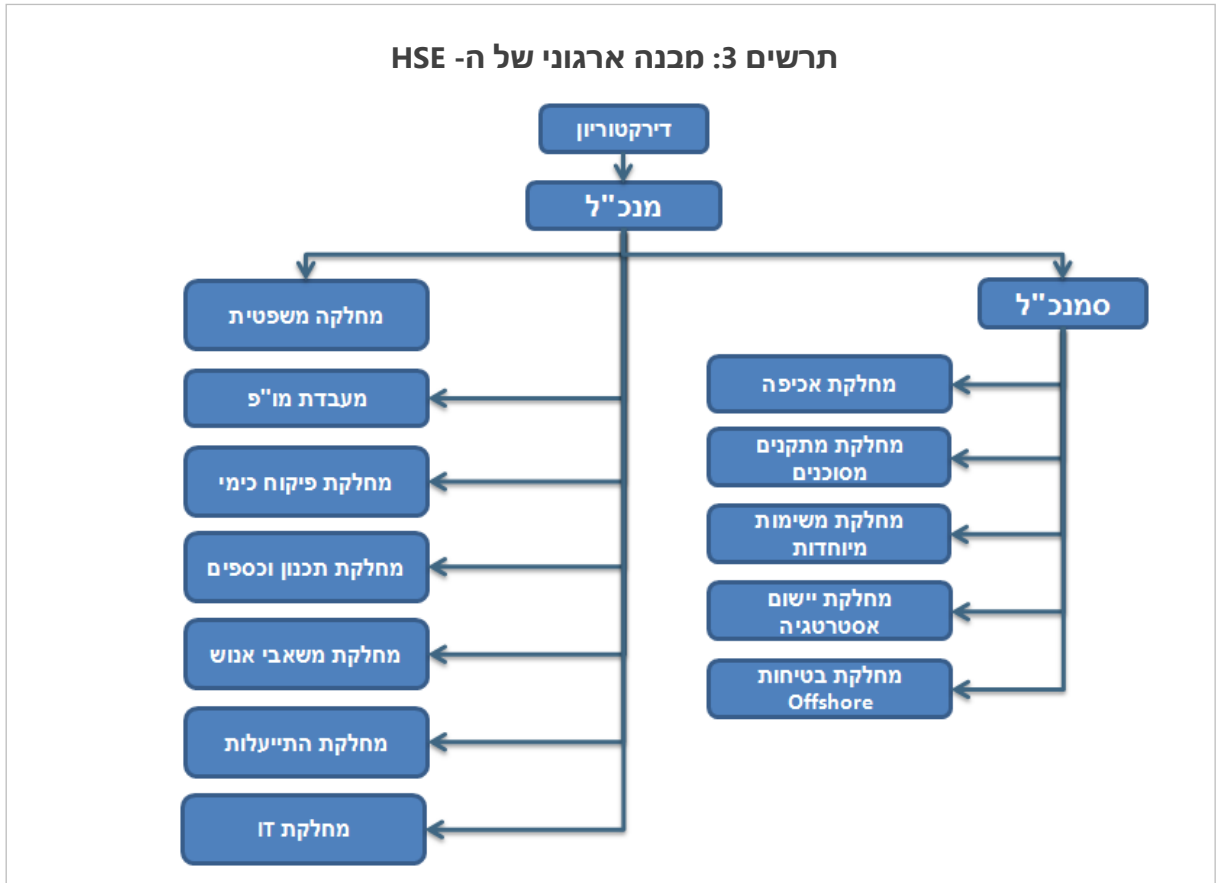 תרשים 3: מבנה ארגוני של ה- HSE
דירקטוריון
מנכ"ל
סמנכ"ל
מחלקת אכיפה
מחלקת מתקנים
מסוכנים
מחלקת משימות
מיוחדות
מחלקת יישום
אסטרטגיה
מחלקת בטיחות
Offshore
מחלקה משפטית
מעבדת מו"פ
מחלקת פיקוח כימי
מחלקת תכנון וכספים
מחלקת משאבי אנוש
מחלקת התייעלות
מחלקת IT